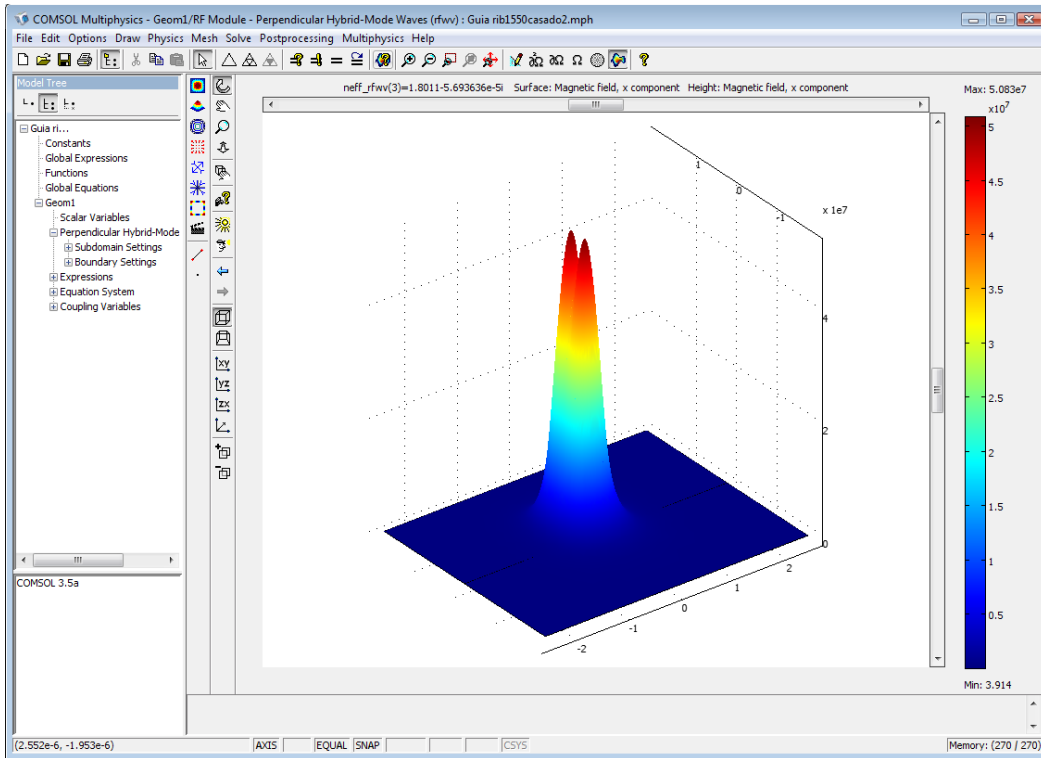 COMSOL Multiphysics - Geom1/RF Module - Perpendicular Hybrid-Mode Waves (rfwv) : Guia rib1550casado2.mph
File Edit Options Draw Physics Mesh Solve Postprocessing Multiphysics Help
Model Tree
Guia ri...
Constants
Global Expressions
Functions
Global Equations
Geom1
Scalar Variables
Perpendicular Hybrid-Mode
Subdomain Settings
Boundary Settings
Expressions
Equation System
Coupling Variables
COMSOL 3.5a
xy
yz
zx
neff_rfwv(3)=1.8011-5.693636e-5i Surface: Magnetic field, x component Height: Magnetic field, x component
1
0
-1
x 1e7
4
2
0
2
1
0
-1
-2
Max: 5.083e7
x10⁷
5
4.5
4
3.5
3
2.5
2
1.5
1
0.5
Min: 3.914
(2.552e-6, -1.953e-6)
AXIS EQUAL SNAP CSYS
Memory: (270 / 270)